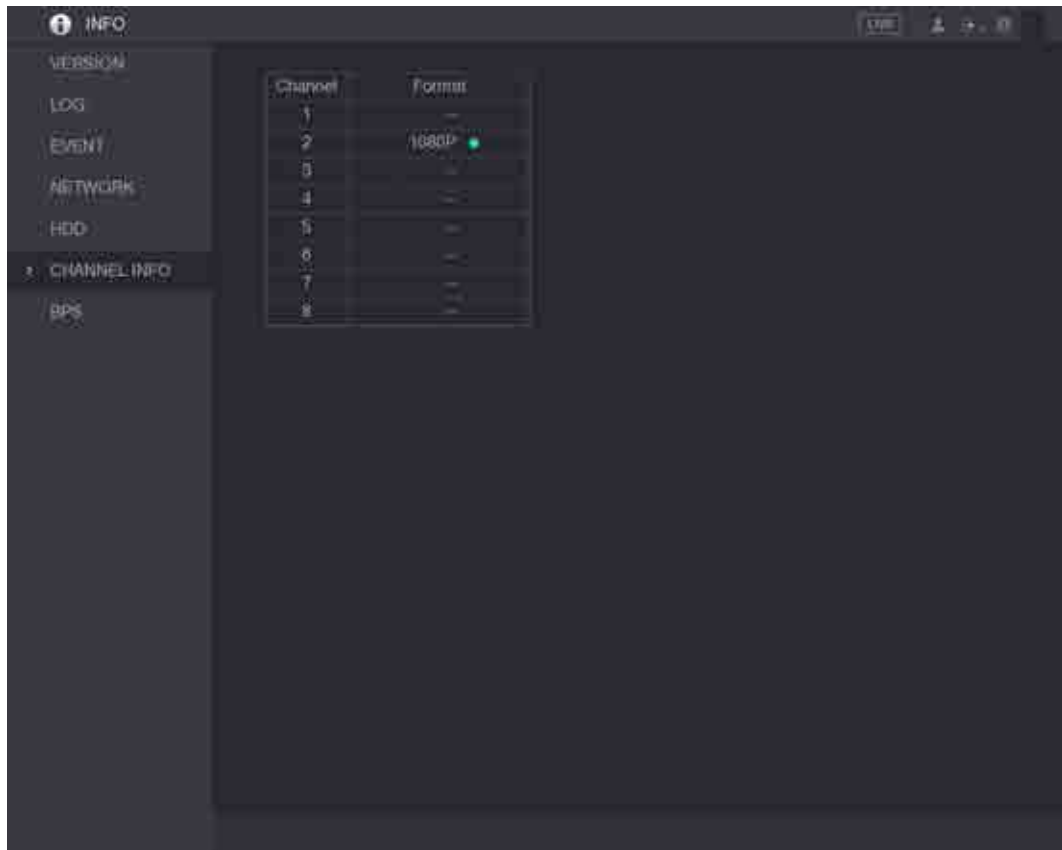 INFO
LIVE
VERSION
LOG
EVENT
NETWORK
HDD
CHANNEL INFO
BPS
Channel Format
1 --
2 1080P
3 --
4 --
5 --
6 --
7 --
8 --